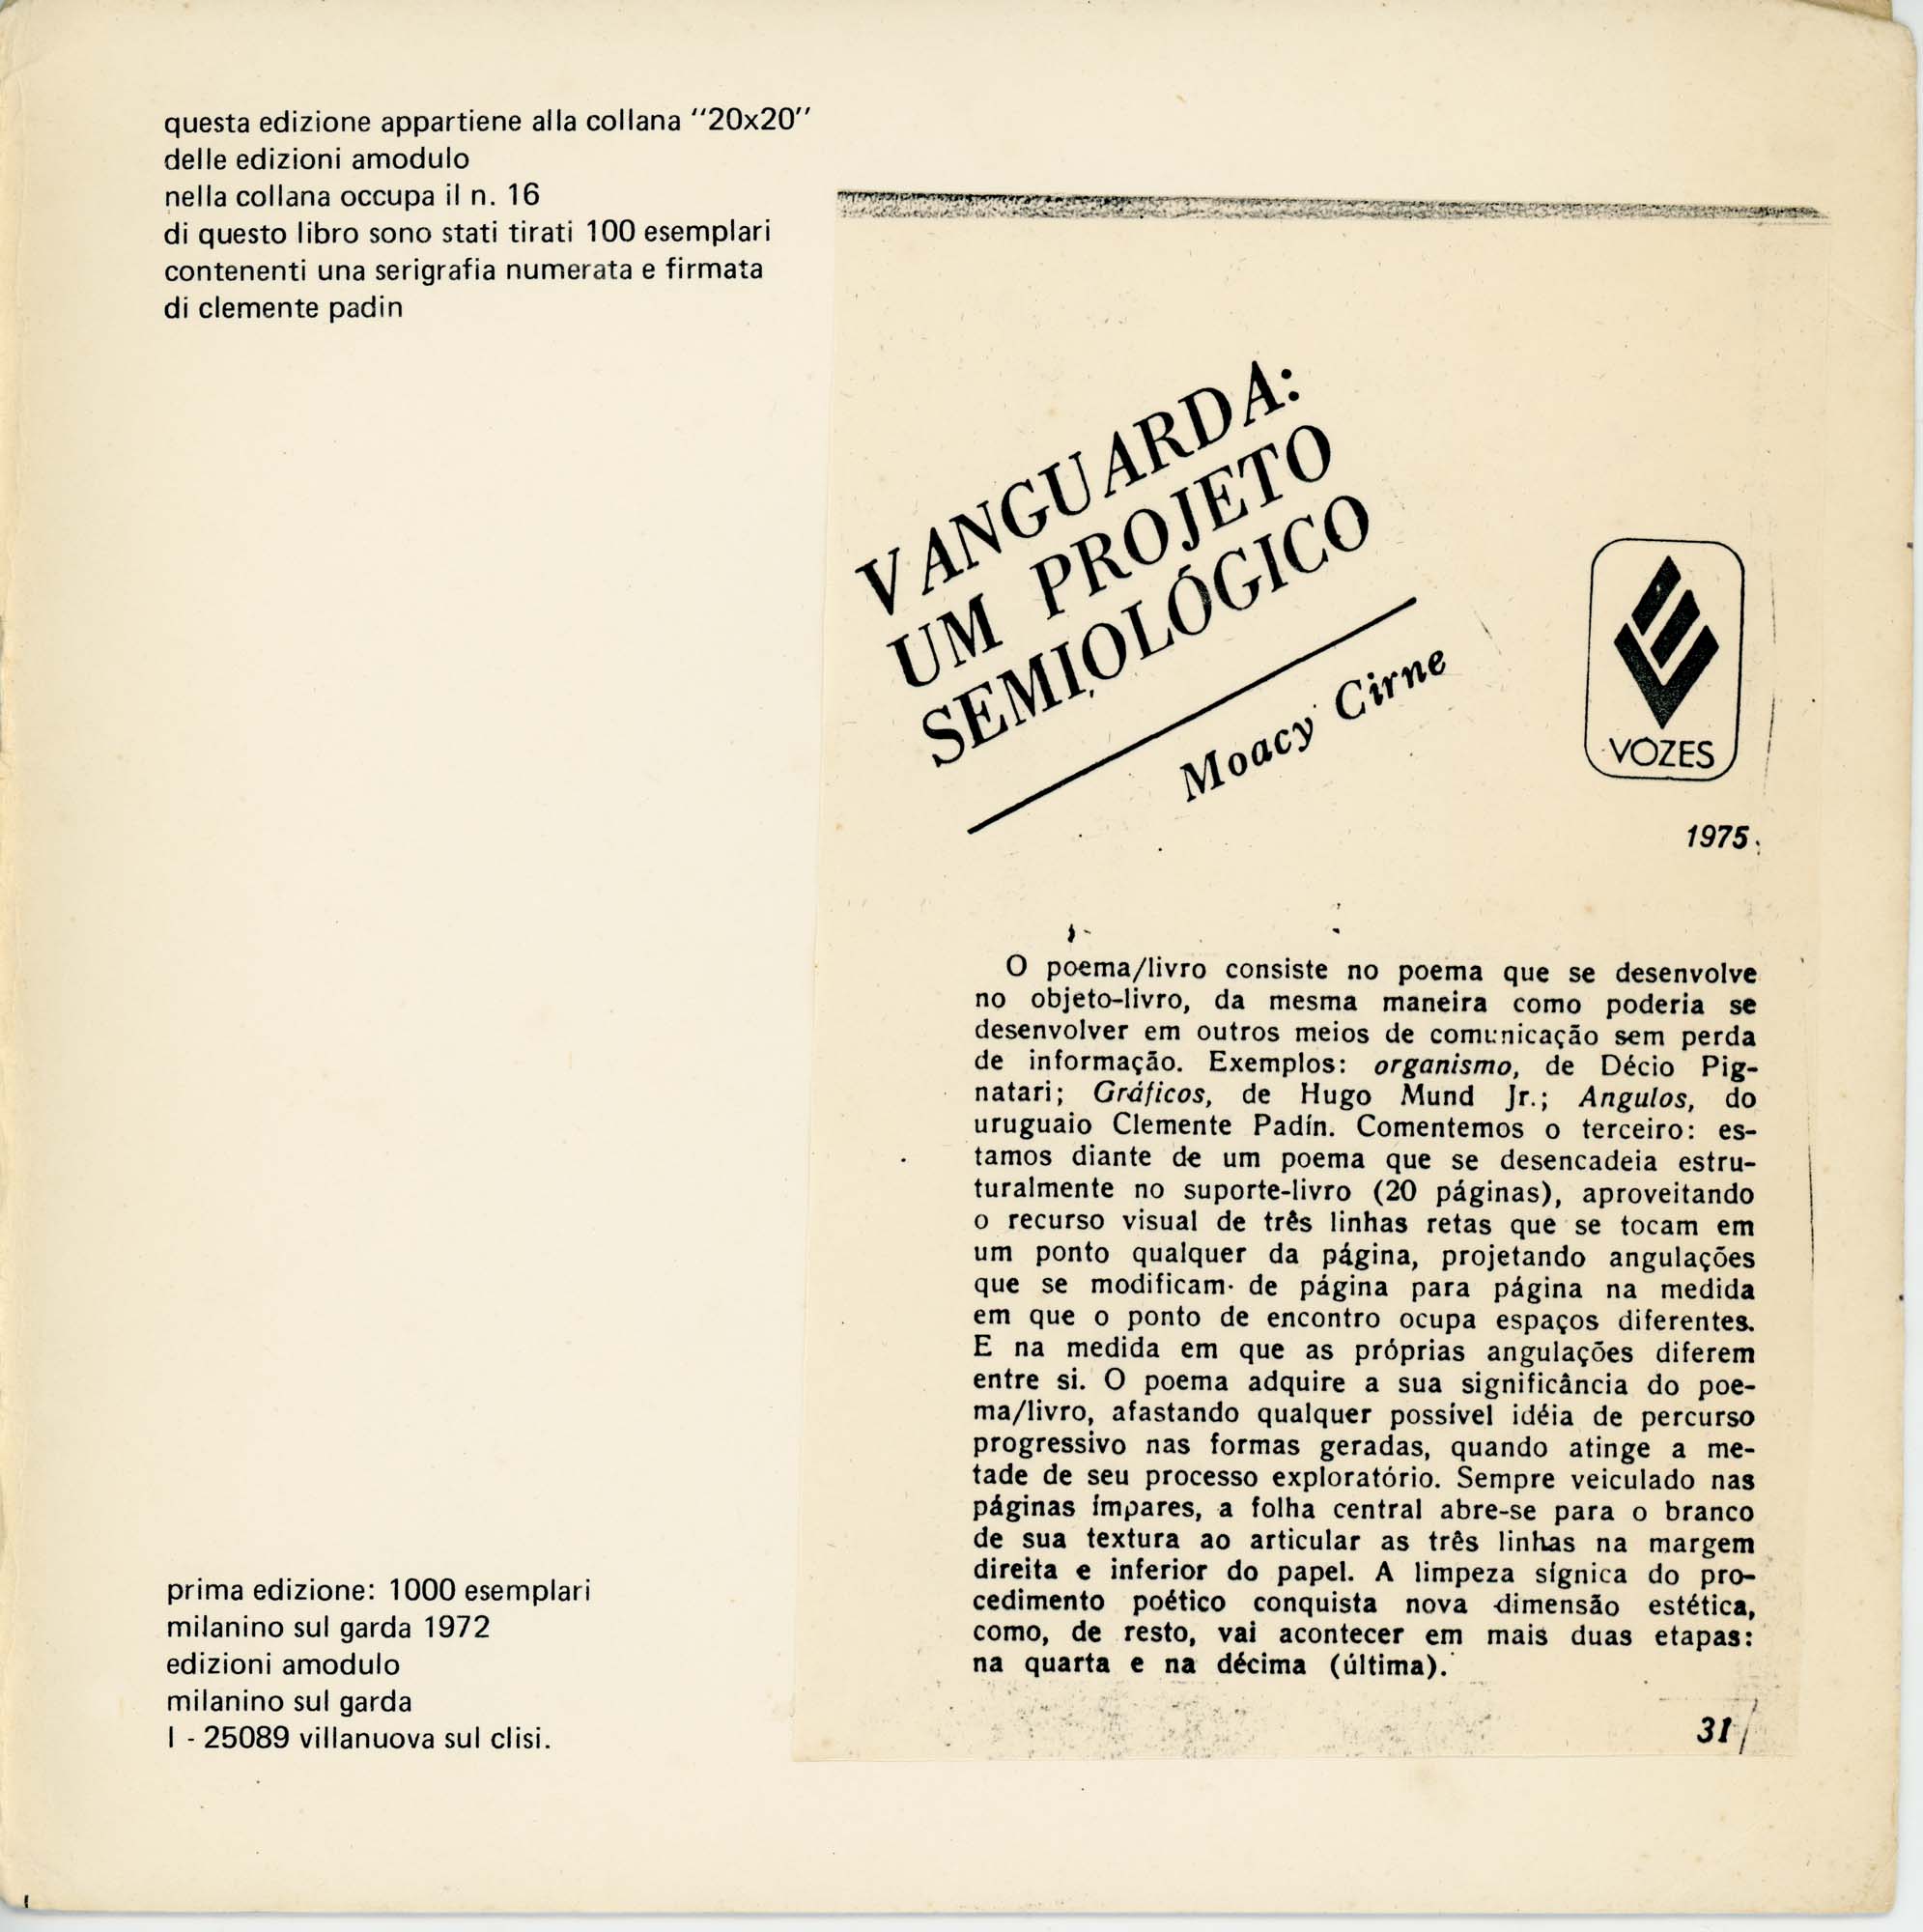 questa edizione appartiene alla collana "20x20"
delle edizioni amodulo
nella collana occupa il n. 16
di questo libro sono stati tirati 100 esemplari
contenenti una serigrafia numerata e firmata
di clemente padin
prima edizione: 1000 esemplari
milanino sul garda 1972
edizioni amodulo
milanino sul garda
I - 25089 villanuova sul clisi.
VANGUARDA:
UM PROJETO
SEMIOLÓGICO
Moacy Cirne
VOZES
1975.
O poema/livro consiste no poema que se desenvolve
no objeto-livro, da mesma maneira como poderia se
desenvolver em outros meios de comunicação sem perda
de informação. Exemplos: organismo, de Décio Pig-
natari; Gráficos, de Hugo Mund Jr.; Angulos, do
uruguaio Clemente Padín. Comentemos o terceiro: es-
tamos diante de um poema que se desencadeia estru-
turalmente no suporte-livro (20 páginas), aproveitando
o recurso visual de três linhas retas que se tocam em
um ponto qualquer da página, projetando angulações
que se modificam de página para página na medida
em que o ponto de encontro ocupa espaços diferentes.
E na medida em que as próprias angulações diferem
entre si. O poema adquire a sua significância do poe-
ma/livro, afastando qualquer possível idéia de percurso
progressivo nas formas geradas, quando atinge a me-
tade de seu processo exploratório. Sempre veiculado nas
páginas ímpares, a folha central abre-se para o branco
de sua textura ao articular as três linhas na margem
direita e inferior do papel. A limpeza sígnica do pro-
cedimento poético conquista nova dimensão estética,
como, de resto, vai acontecer em mais duas etapas:
na quarta e na décima (última).
31